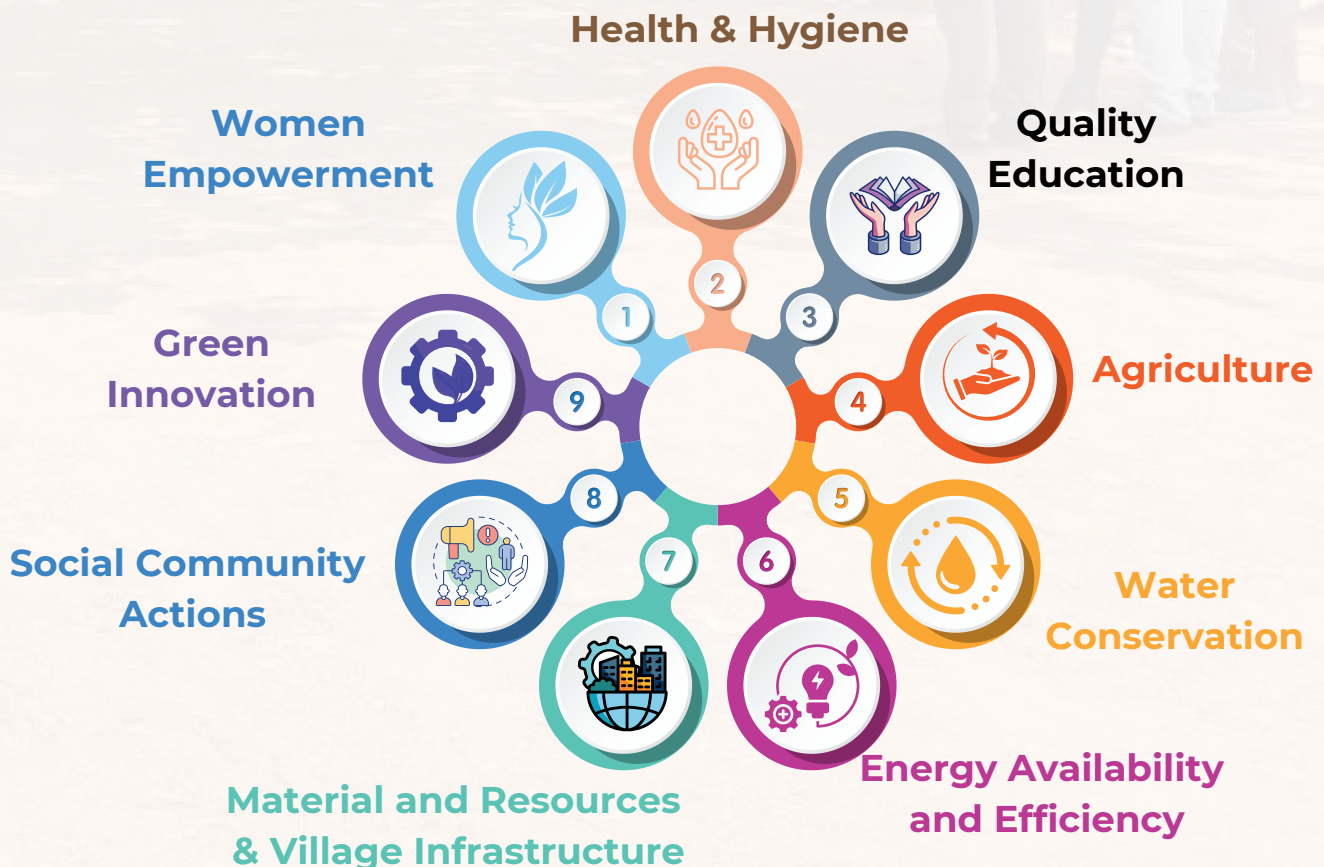 Health & Hygiene
Women
Empowerment
Quality
Education
2
1
3
Green
Innovation
Agriculture
9
4
8
5
Social Community
Actions
7
6
Water
Conservation
Energy Availability
and Efficiency
Material and Resources
& Village Infrastructure